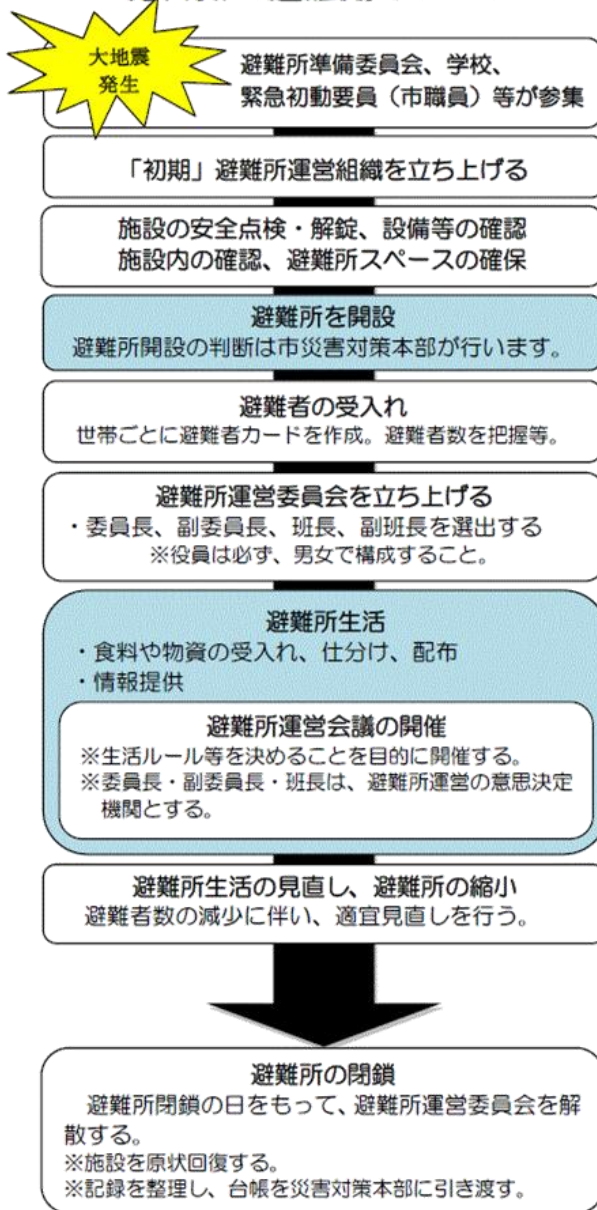 大地震
発生
避難所準備委員会、学校、
緊急初動要員（市職員）等が参集
「初期」避難所運営組織を立ち上げる
施設の安全点検・解錠、設備等の確認
施設内の確認、避難所スペースの確保
避難所を開設
避難所開設の判断は市災害対策本部が行います。
避難者の受入れ
世帯ごとに避難者カードを作成。避難者数を把握等。
避難所運営委員会を立ち上げる
・委員長、副委員長、班長、副班長を選出する
※役員は必ず、男女で構成すること。
避難所生活
・食料や物資の受入れ、仕分け、配布
・情報提供
避難所運営会議の開催
※生活ルール等を決めることを目的に開催する。
※委員長・副委員長・班長は、避難所運営の意思決定
機関とする。
避難所生活の見直し、避難所の縮小
避難者数の減少に伴い、適宜見直しを行う。
避難所の閉鎖
避難所閉鎖の日をもって、避難所運営委員会を解
散する。
※施設を原状回復する。
※記録を整理し、台帳を災害対策本部に引き渡す。